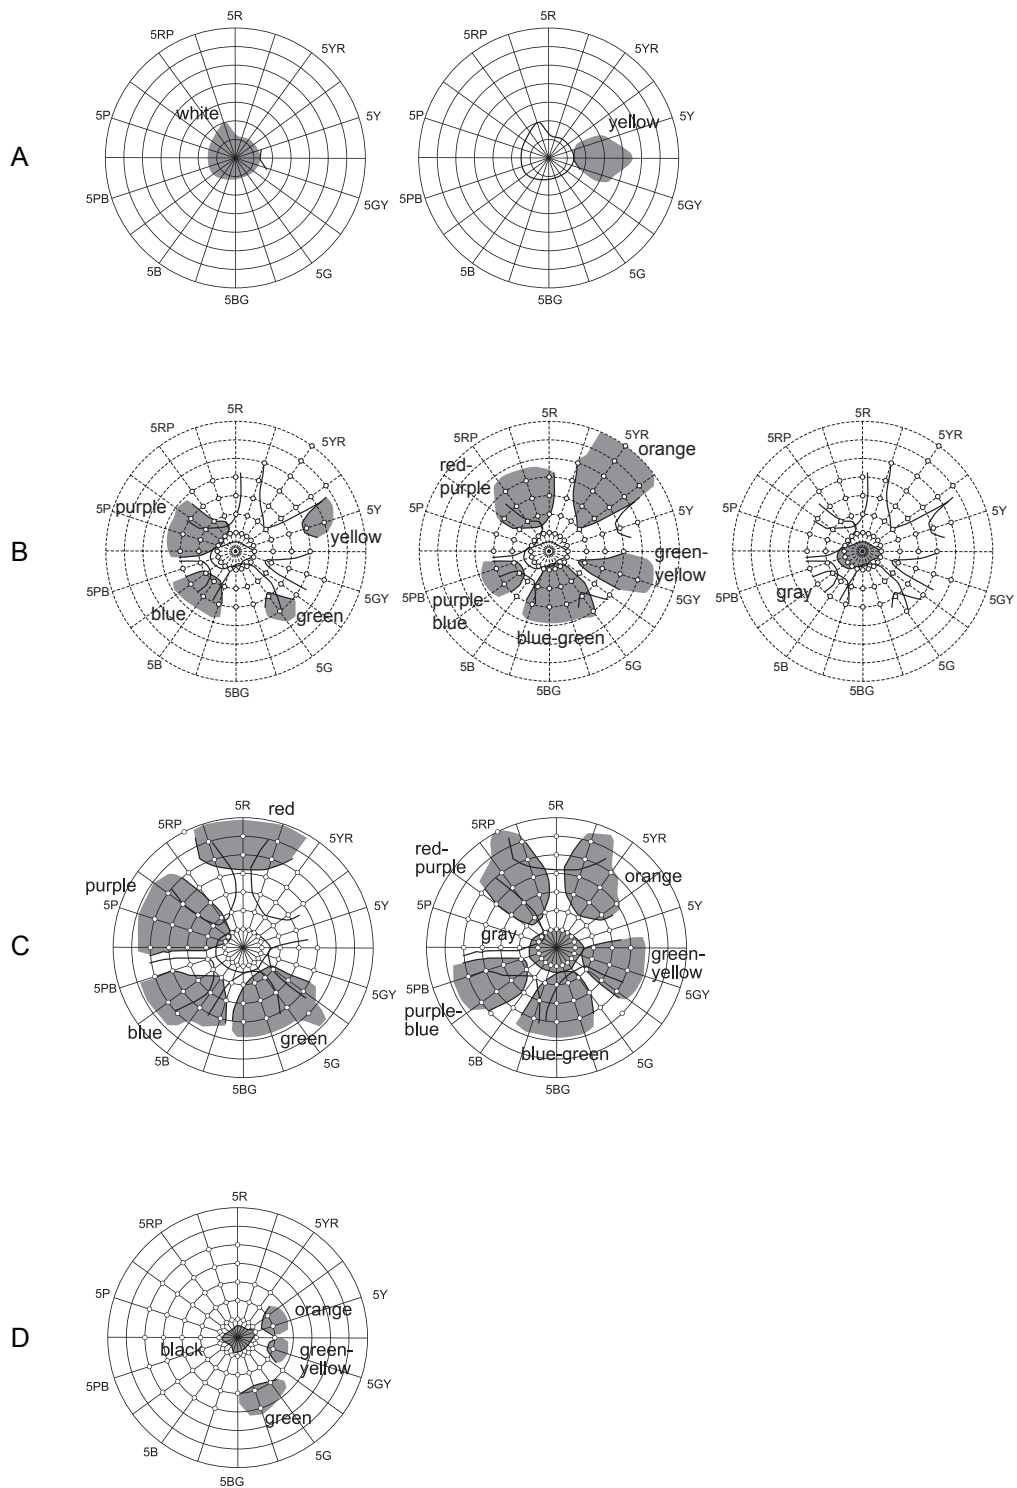 A
5R
5RP
5YR
5P
5Y
5PB
5GY
5B
5G
5BG
white
5R
5YR
5Y
5PB
5GY
5B
5G
5BG
yellow
B
5R
5RP
5YR
5P
5Y
5PB
5GY
5B
5G
5BG
purple
yellow
blue
green
5R
5RP
5YR
5P
5Y
5PB
5GY
5B
5G
5BG
red-
purple
orange
green-
yellow
purple-
blue
blue-green
5R
5RP
5YR
5P
5Y
5PB
5GY
5B
5G
5BG
gray
C
5R
5RP
5YR
5P
5Y
5PB
5GY
5B
5G
5BG
red
purple
blue
green
5R
5RP
5YR
5P
5Y
5PB
5GY
5B
5G
5BG
red-
purple
orange
gray
green-
yellow
purple-
blue
blue-green
D
5R
5RP
5YR
5P
5Y
5PB
5GY
5B
5G
5BG
orange
black
green-
yellow
green